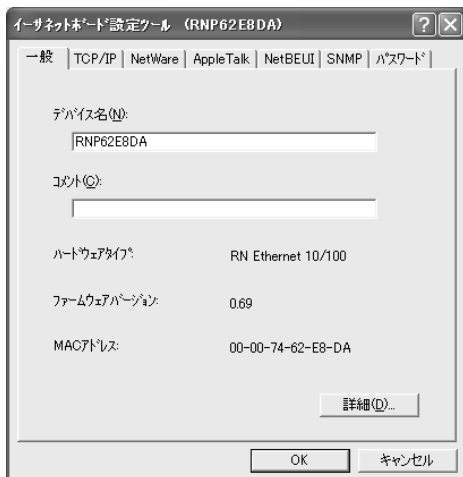 ｲｰｻﾈｯﾄﾎﾞｰﾄﾞ設定ﾂｰﾙ (RNP62E8DA)
一般 TCP/IP NetWare AppleTalk NetBEUI SNMP ﾊﾟｽﾜｰﾄﾞ
ﾃﾞﾊﾞｲｽ名(N):
RNP62E8DA
ｺﾒﾝﾄ(C):
ﾊｰﾄﾞｳｪｱﾀｲﾌﾟ: RN Ethernet 10/100
ﾌｧｰﾑｳｪｱﾊﾞｰｼﾞｮﾝ: 0.69
MACｱﾄﾞﾚｽ: 00-00-74-62-E8-DA
詳細(D)...
OK キャンセル